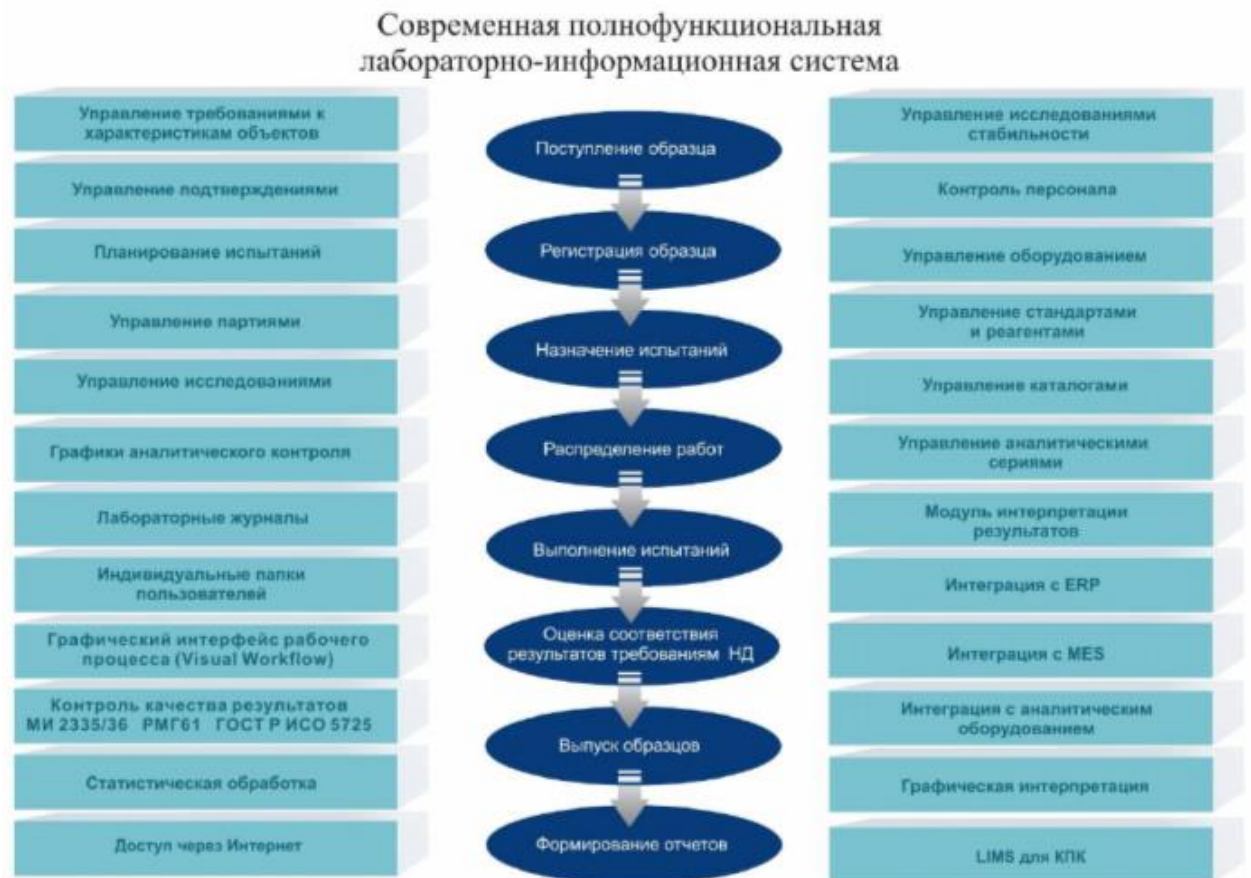 Современная полнофункциональная
лабораторно-информационная система
Управление требованиями к
характеристикам объектов
Управление подтверждениями
Планирование испытаний
Управление партиями
Управление исследованиями
Графики аналитического контроля
Лабораторные журналы
Индивидуальные папки
пользователей
Графический интерфейс рабочего
процесса (Visual Workflow)
Контроль качества результатов
МИ 2335/36 РМГ61 ГОСТ Р ИСО 5725
Статистическая обработка
Доступ через Интернет
Поступление образца
Регистрация образца
Назначение испытаний
Распределение работ
Выполнение испытаний
Оценка соответствия
результатов требованиям НД
Выпуск образцов
Формирование отчетов
Управление исследованиями
стабильности
Контроль персонала
Управление оборудованием
Управление стандартами
и реагентами
Управление каталогами
Управление аналитическими
сериями
Модуль интерпретации
результатов
Интеграция с ERP
Интеграция с MES
Интеграция с аналитическим
оборудованием
Графическая интерпретация
LIMS для КПК